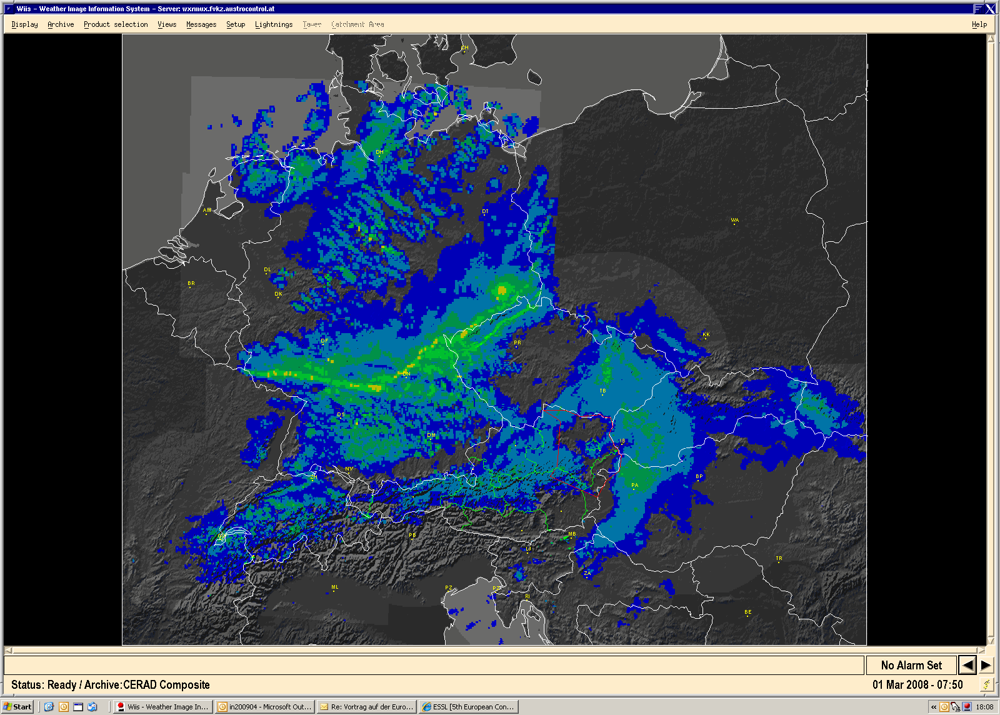 Wiis - Weather Image Information System - Server: wxrmux.fvkz.austrocontrol.at
Display Archive Product selection Views Messages Setup Lightnings Tawes Catchment Area Help
CH
DH
AM
DT
WA
DL
BR
DK
DF
PR
KK
DN
TB
DS
DM
IB
NV
ZH
BP
PA
PB
MB
LJ
TR
ZA
ML
PZ
RI
BE
No Alarm Set
Status: Ready / Archive:CERAD Composite
01 Mar 2008 - 07:50
Start
Wiis - Weather Image In...
in200904 - Microsoft Out...
Re: Vortrag auf der Euro...
ESSL [5th European Con...
18:08